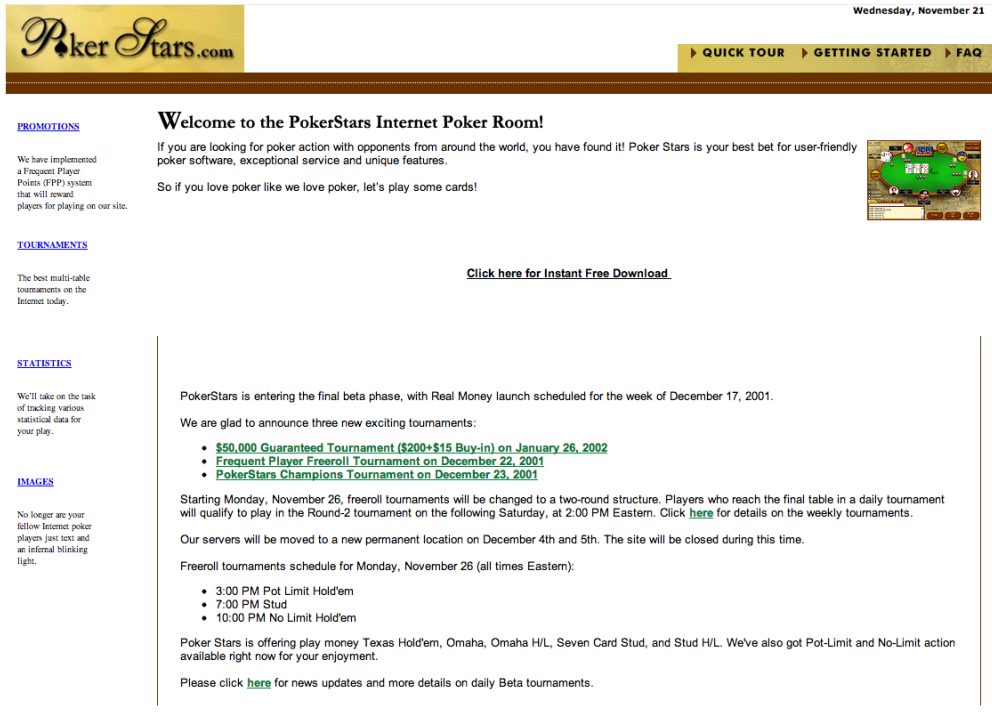 Wednesday, November 21
PokerStars.com
QUICK TOUR
GETTING STARTED
FAQ
PROMOTIONS
We have implemented
a Frequent Player
Points (FPP) system
that will reward
players for playing on our site.
TOURNAMENTS
The best multi-table
tournaments on the
Internet today.
STATISTICS
We'll take on the task
of tracking various
statistical data for
your play.
IMAGES
No longer are your
fellow Internet poker
players just text and
an infernal blinking
light.
Welcome to the PokerStars Internet Poker Room!
If you are looking for poker action with opponents from around the world, you have found it! Poker Stars is your best bet for user-friendly
poker software, exceptional service and unique features.
So if you love poker like we love poker, let's play some cards!
Click here for Instant Free Download
PokerStars is entering the final beta phase, with Real Money launch scheduled for the week of December 17, 2001.
We are glad to announce three new exciting tournaments:
• $50,000 Guaranteed Tournament ($200+$15 Buy-in) on January 26, 2002
• Frequent Player Freeroll Tournament on December 22, 2001
• PokerStars Champions Tournament on December 23, 2001
Starting Monday, November 26, freeroll tournaments will be changed to a two-round structure. Players who reach the final table in a daily tournament
will qualify to play in the Round-2 tournament on the following Saturday, at 2:00 PM Eastern. Click here for details on the weekly tournaments.
Our servers will be moved to a new permanent location on December 4th and 5th. The site will be closed during this time.
Freeroll tournaments schedule for Monday, November 26 (all times Eastern):
• 3:00 PM Pot Limit Hold'em
• 7:00 PM Stud
• 10:00 PM No Limit Hold'em
Poker Stars is offering play money Texas Hold'em, Omaha, Omaha H/L, Seven Card Stud, and Stud H/L. We've also got Pot-Limit and No-Limit action
available right now for your enjoyment.
Please click here for news updates and more details on daily Beta tournaments.